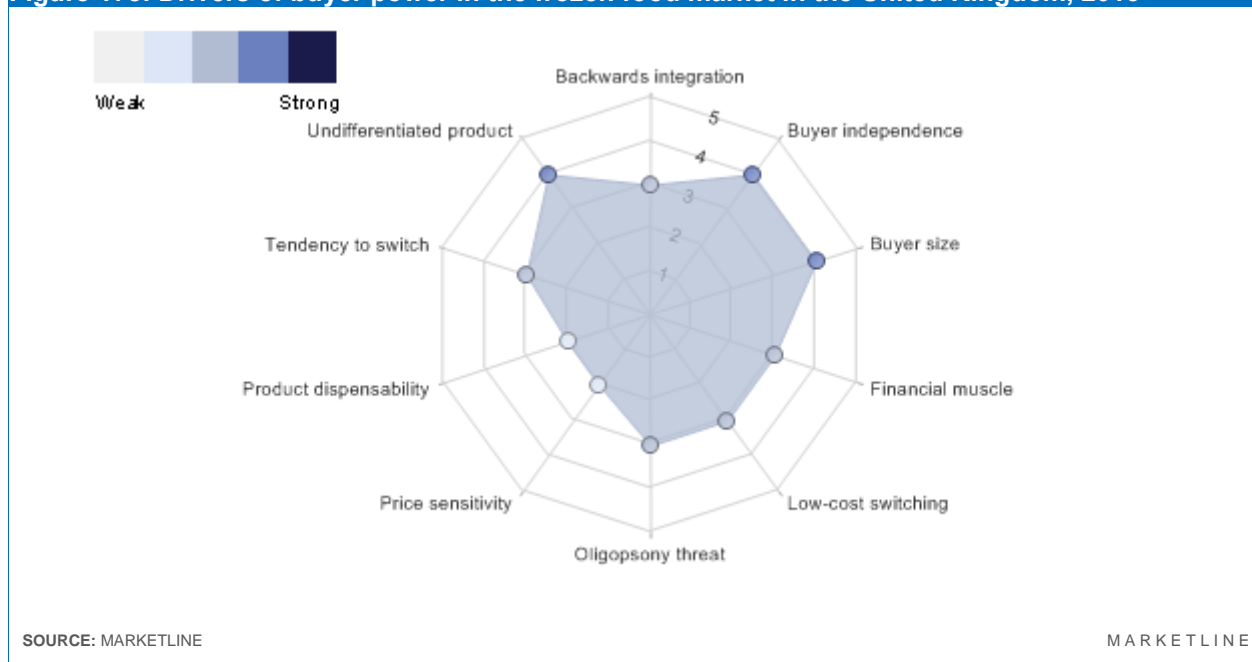 Weak Strong
Backwards integration
Undifferentiated product
5
Buyer independence
4
3
Tendency to switch
2
Buyer size
1
Product dispensability
Financial muscle
Price sensitivity
Low-cost switching
Oligopsony threat
SOURCE: MARKETLINE
MARKETLINE